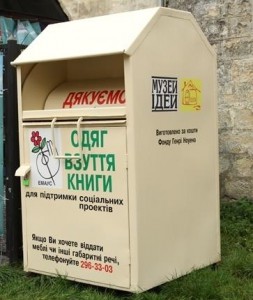 ДЯКУЄМО
ЕМАУС
ОДЯГ
ВЗУТТЯ
КНИГИ
для підтримки соціальних
проектів
Якщо Ви хочете віддати
меблі чи інші габаритні речі,
телефонуйте 296-33-03
МУЗЕЙ
ІДЕЙ
Виготовлено за кошти
Фонду Генрі Неуена